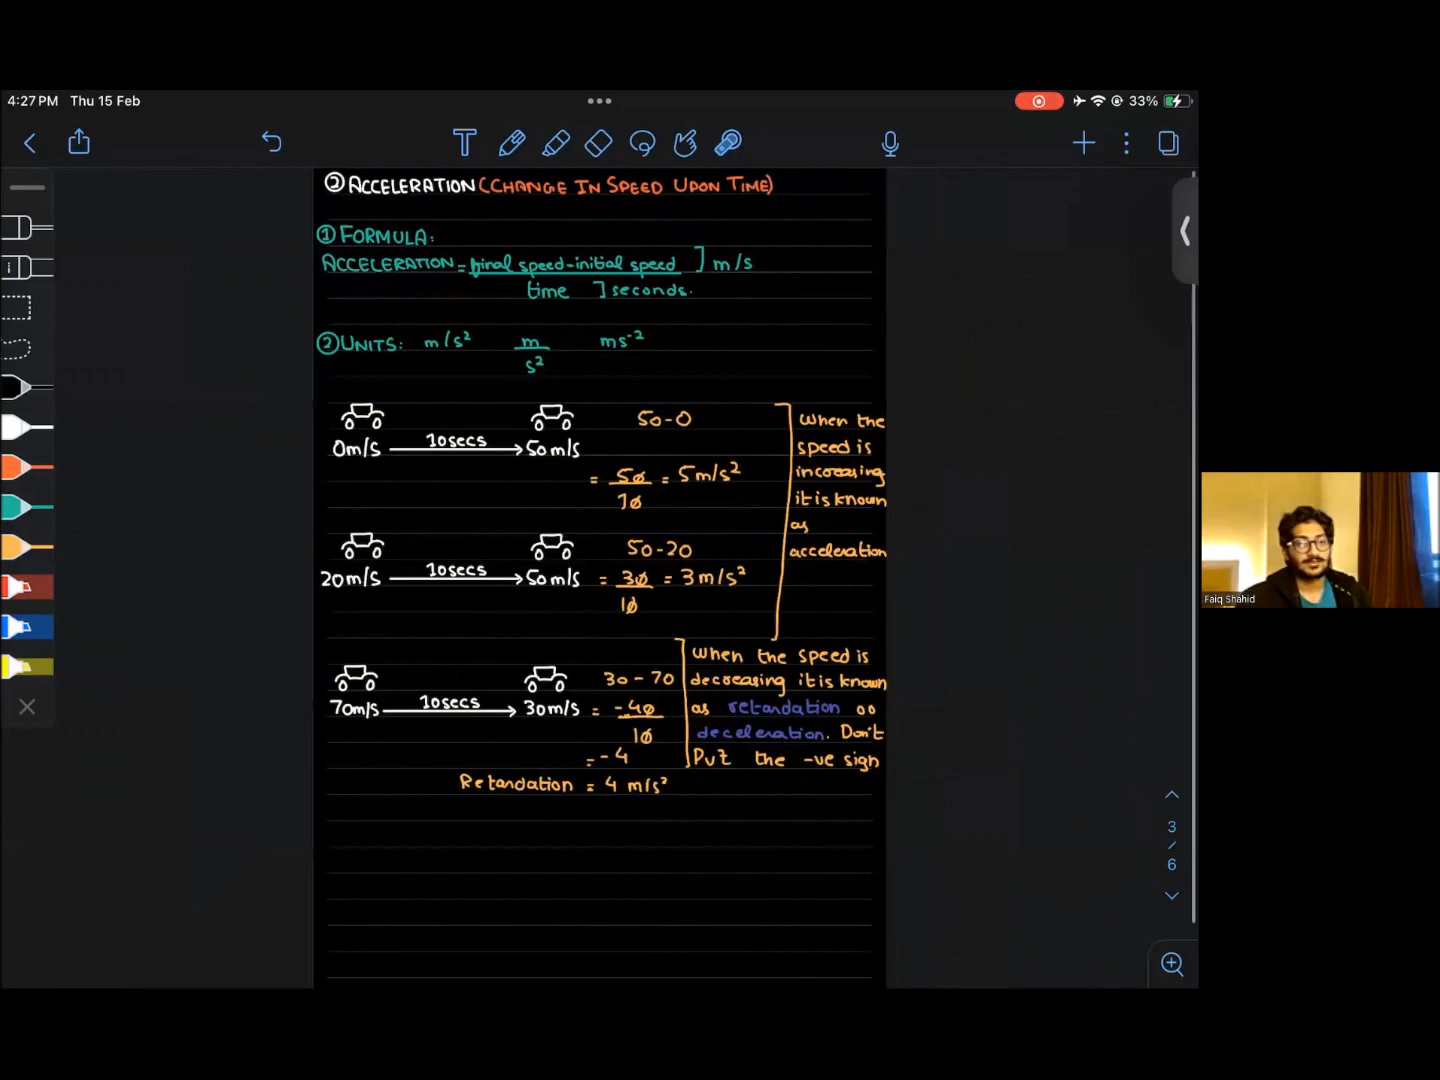 4:27PM Thu 15 Feb
33%
② ACCELERATION (CHANGE IN SPEED UPON TIME)
① FORMULA:
ACCELERATION = final speed-initial speed ] m/s
time ] seconds.
② UNITS: m/s² m/s² ms⁻²
50-0
0m/s 10secs 50m/s
= 50/10 = 5m/s²
When the
speed is
increasing
it is known
as
acceleration
50-20
20m/s 10secs 50m/s = 30/10 = 3m/s²
30 - 70
70m/s 10secs 30m/s = -40/10
= -4
Retardation = 4 m/s²
When the speed is
decreasing it is known
as retardation or
deceleration. Don't
Put the -ve sign
3
/
6
Faiq Shahid